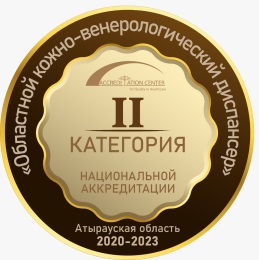 «Областной кожно-венерологический диспансер»
ACCREDITATION CENTER
II
КАТЕГОРИЯ
НАЦИОНАЛЬНОЙ
АККРЕДИТАЦИИ
Атырауская область
2020-2023